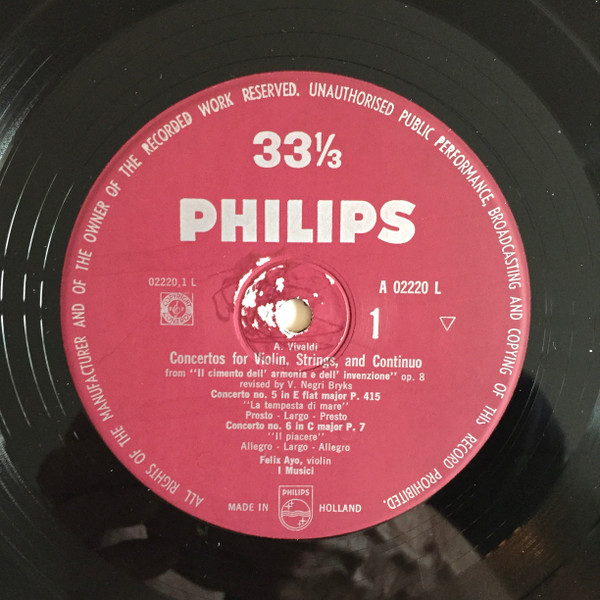 ALL RIGHTS OF THE MANUFACTURER AND OF THE OWNER OF THE RECORDED WORK RESERVED. UNAUTHORISED PUBLIC PERFORMANCE, BROADCASTING AND COPYING OF THIS RECORD PROHIBITED.
33⅓
PHILIPS
02220,1 L
A 02220 L
1
A. Vivaldi
Concertos for Violin, Strings, and Continuo
from "Il cimento dell' armonia e dell' invenzione" op. 8
revised by V. Negri Bryks
Concerto no. 5 in E flat major P. 415
"La tempesta di mare"
Presto - Largo - Presto
Concerto no. 6 in C major P. 7
"Il piacere"
Allegro - Largo - Allegro
Felix Ayo, violin
I Musici
MADE IN HOLLAND
PHILIPS